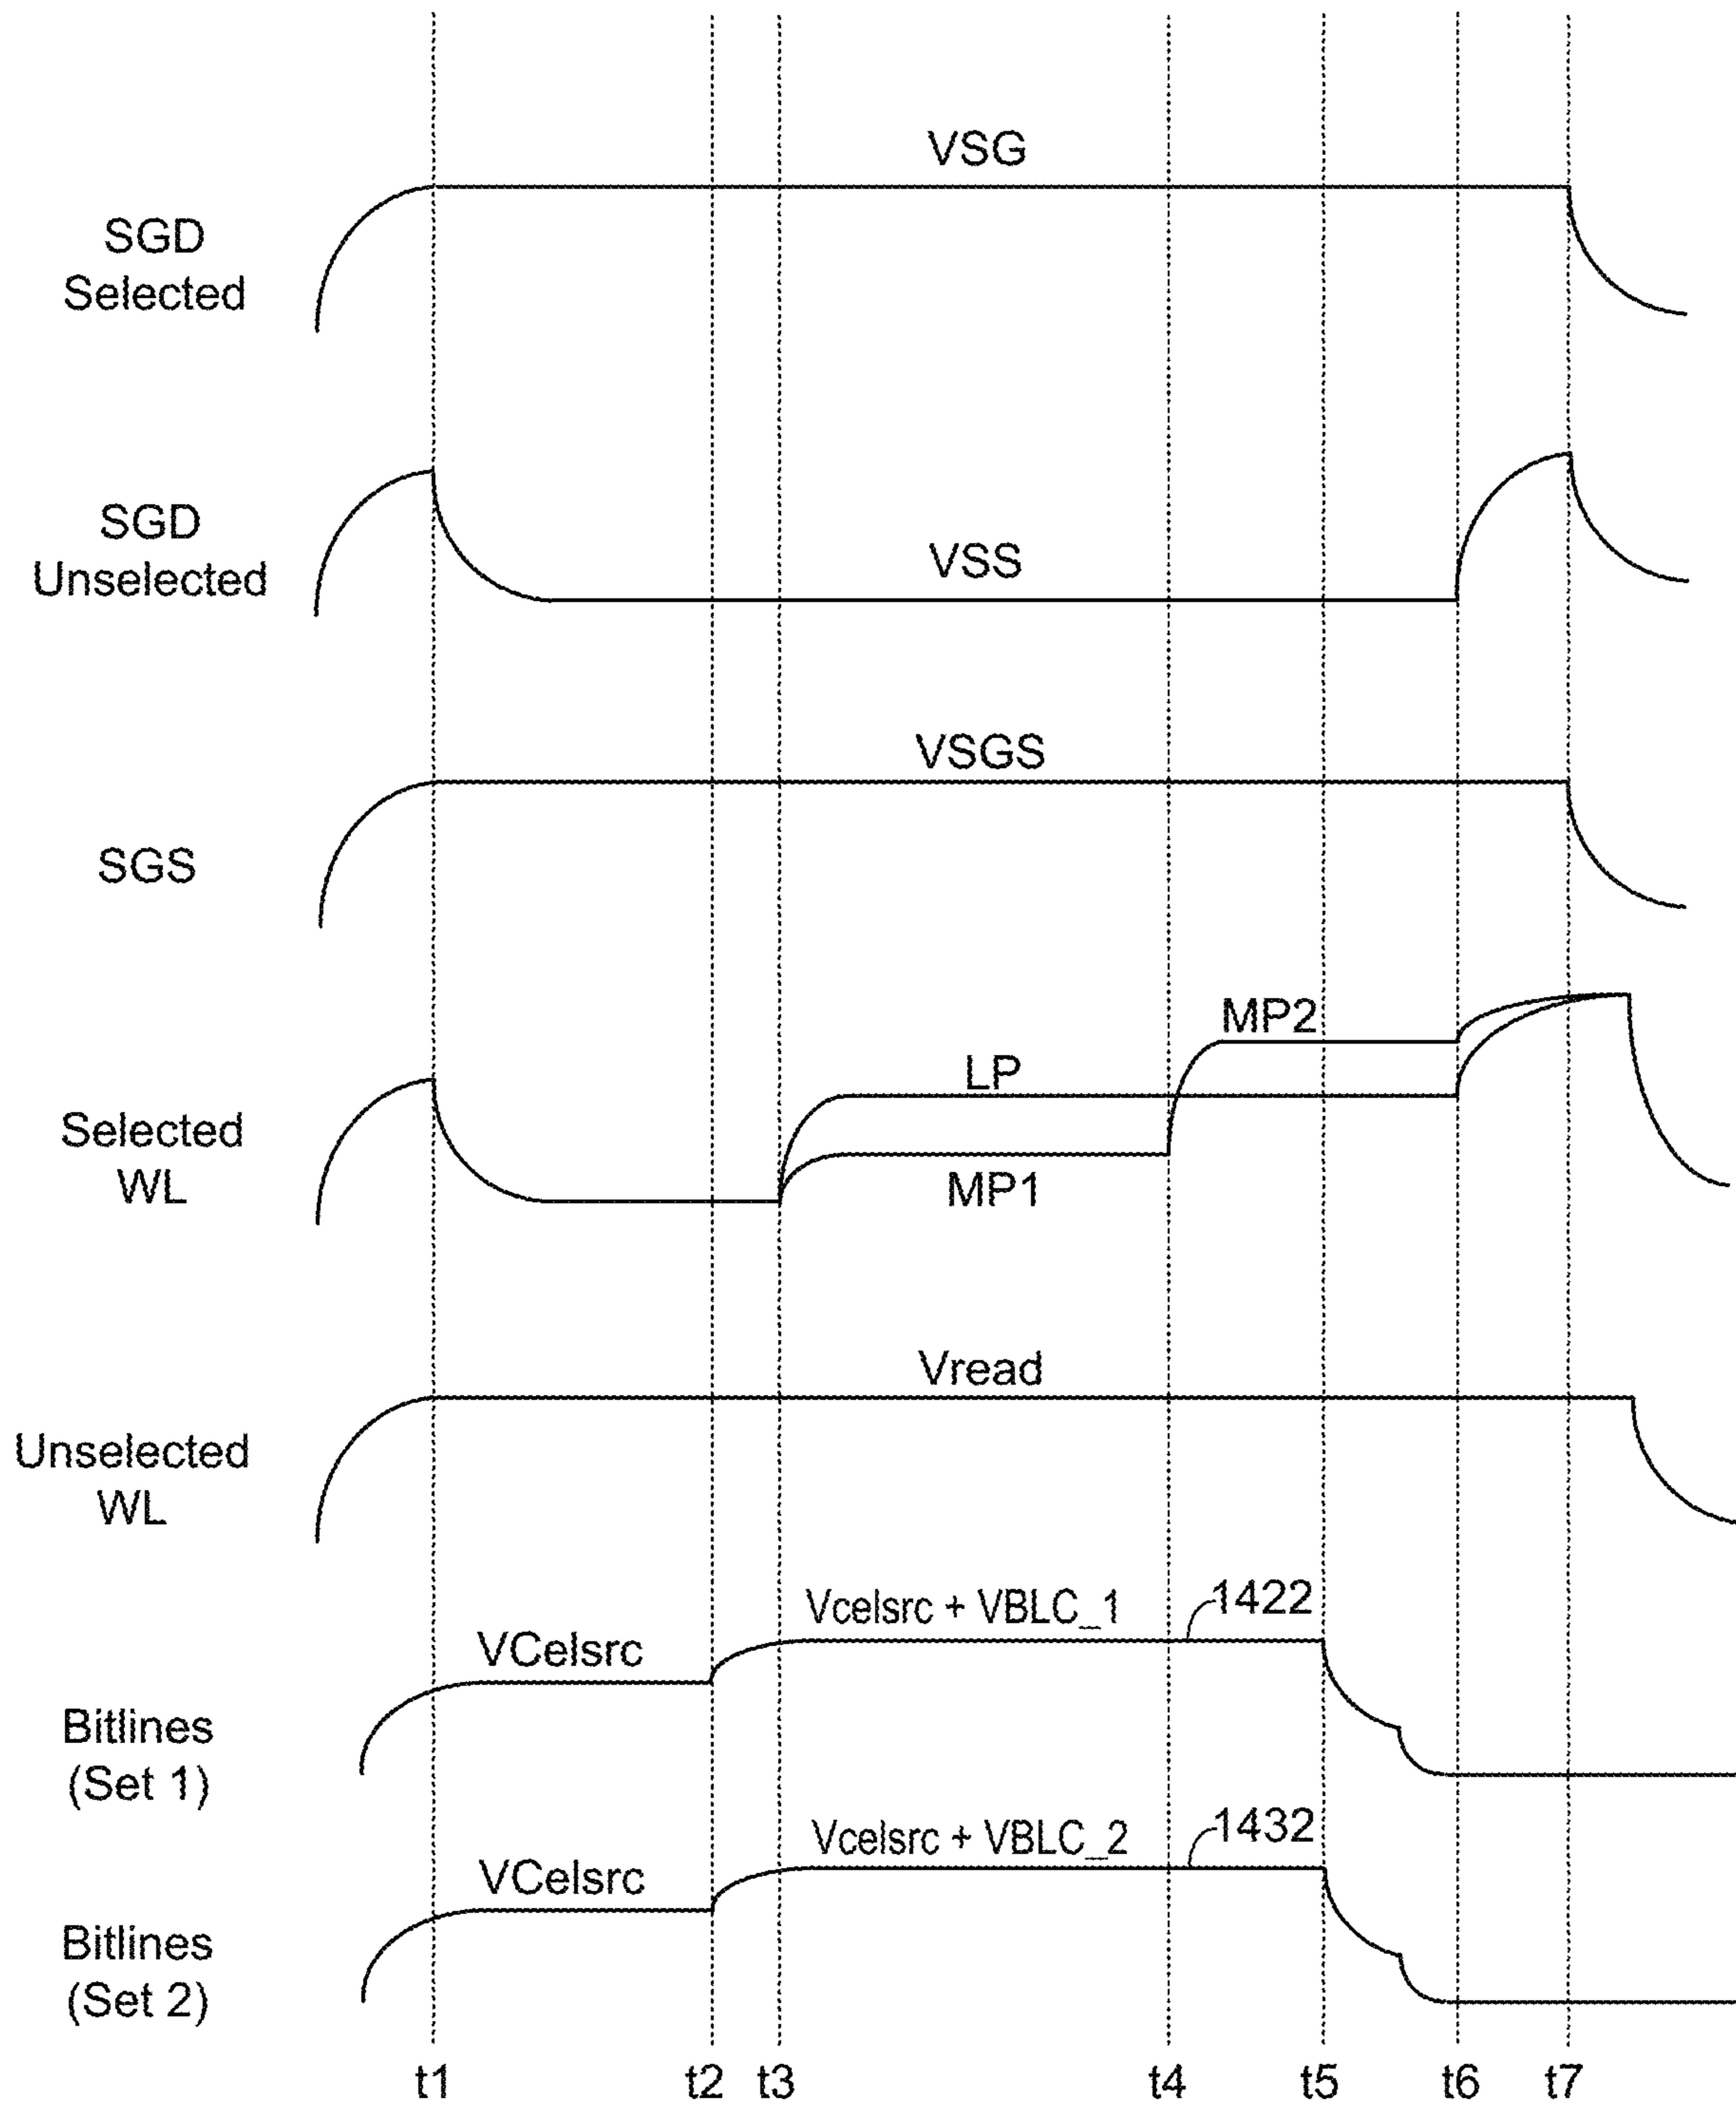 VSG
SGD
Selected
VSS
SGD
Unselected
VSGS
SGS
MP2
LP
Selected
WL
MP1
Vread
Unselected
WL
Vcelsrc + VBLC_1
1422
VCelsrc
Bitlines
(Set 1)
Vcelsrc + VBLC_2
1432
VCelsrc
Bitlines
(Set 2)
t1 t2 t3 t4 t5 t6 t7